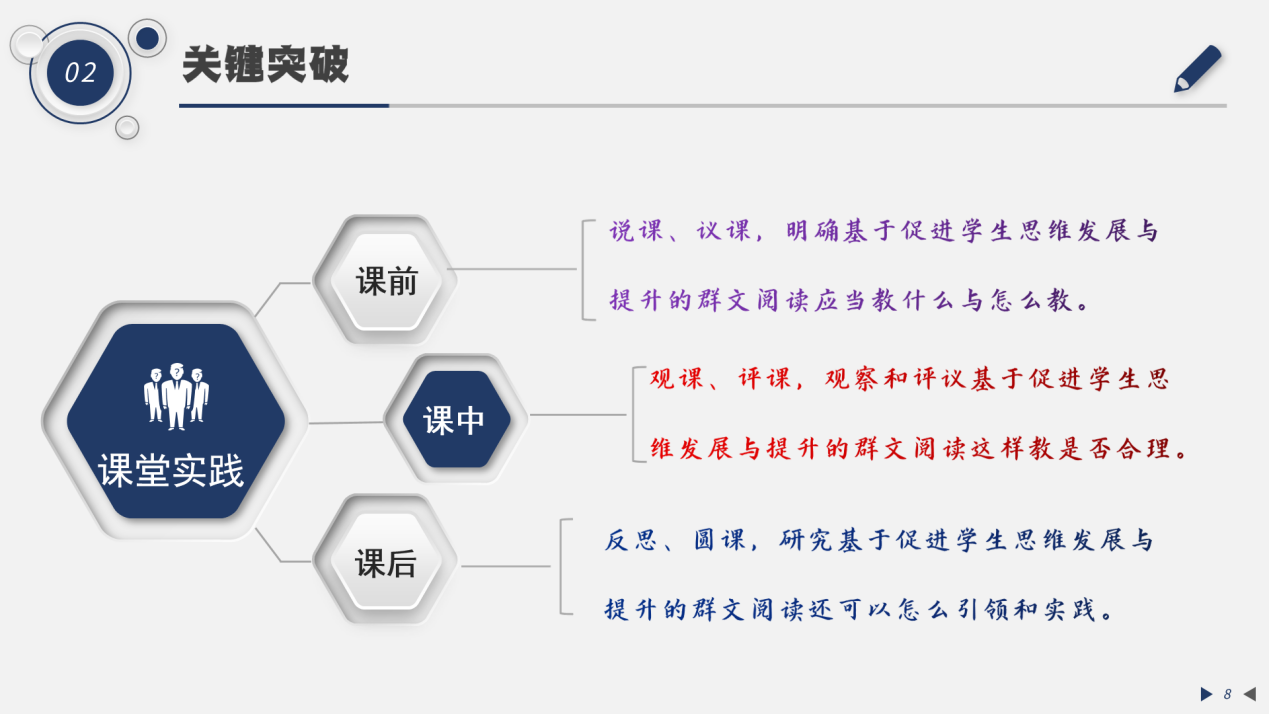 02
关键突破
课堂实践
课前
说课、议课，明确基于促进学生思维发展与
提升的群文阅读应当教什么与怎么教。
课中
观课、评课，观察和评议基于促进学生思
维发展与提升的群文阅读这样教是否合理。
课后
反思、圆课，研究基于促进学生思维发展与
提升的群文阅读还可以怎么引领和实践。
8